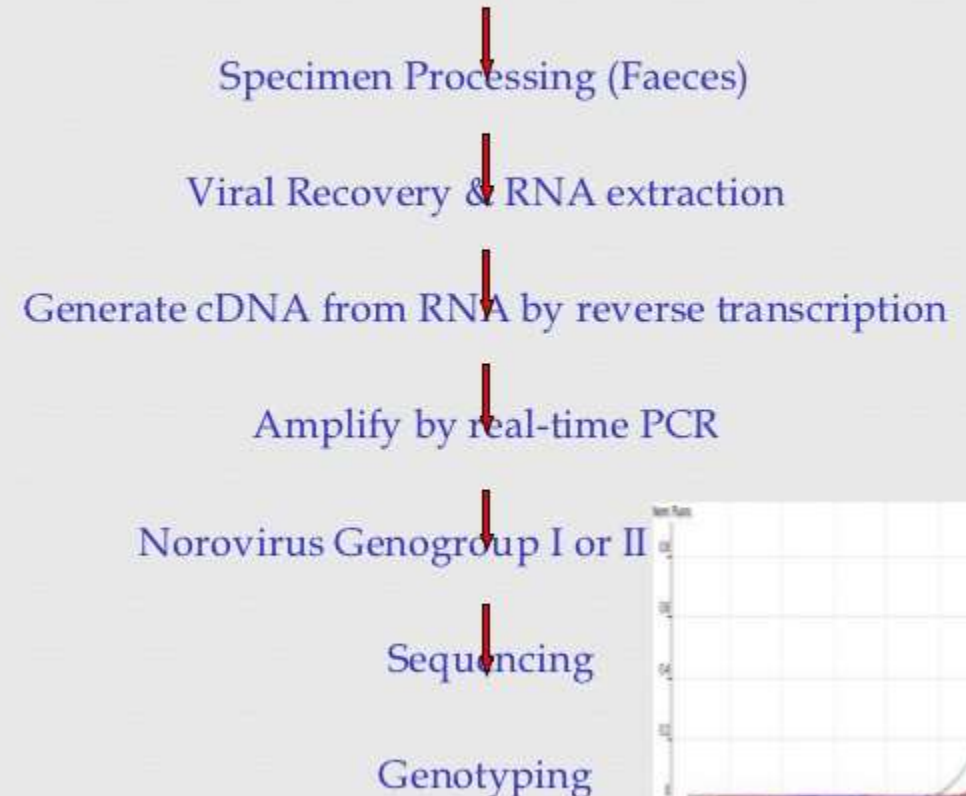 Specimen Processing (Faeces)
Viral Recovery & RNA extraction
Generate cDNA from RNA by reverse transcription
Amplify by real-time PCR
Norovirus Genogroup I or II
Sequencing
Genotyping